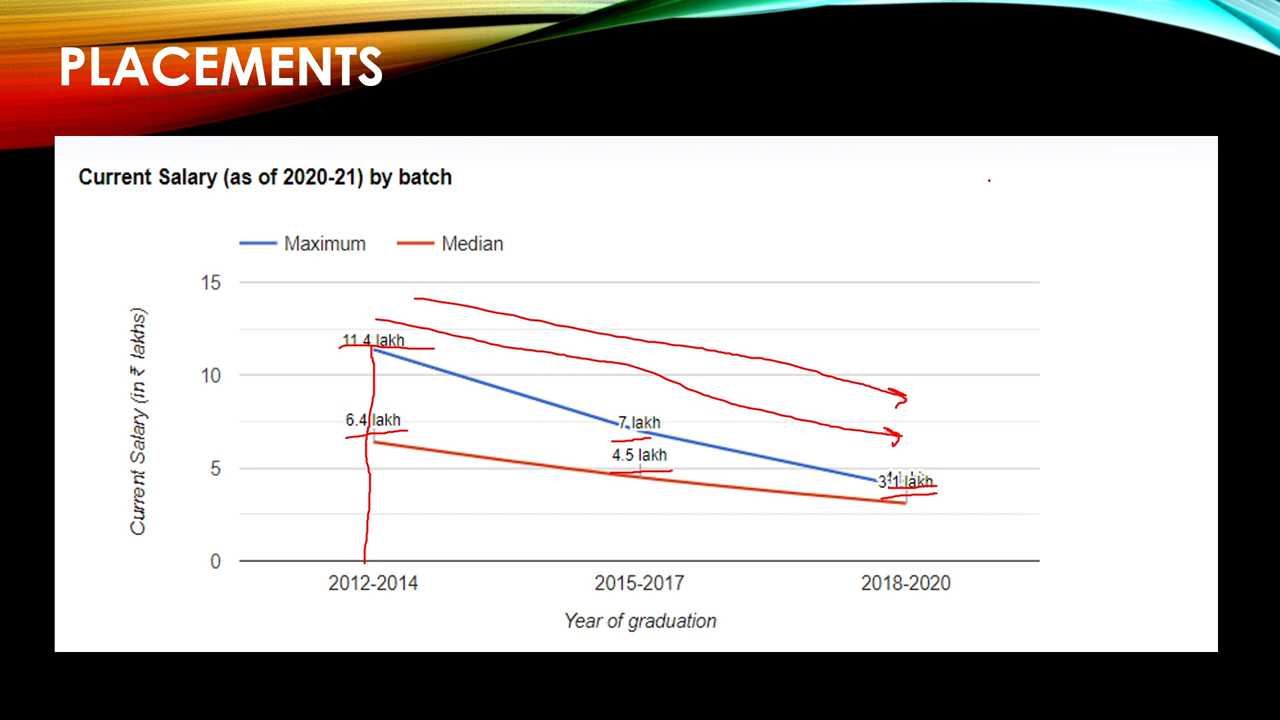 PLACEMENTS
Current Salary (as of 2020-21) by batch
Maximum
Median
Current Salary (in ₹ lakhs)
15
10
5
0
11.4 lakh
6.4 lakh
7 lakh
4.5 lakh
3.1 lakh
2012-2014
2015-2017
2018-2020
Year of graduation